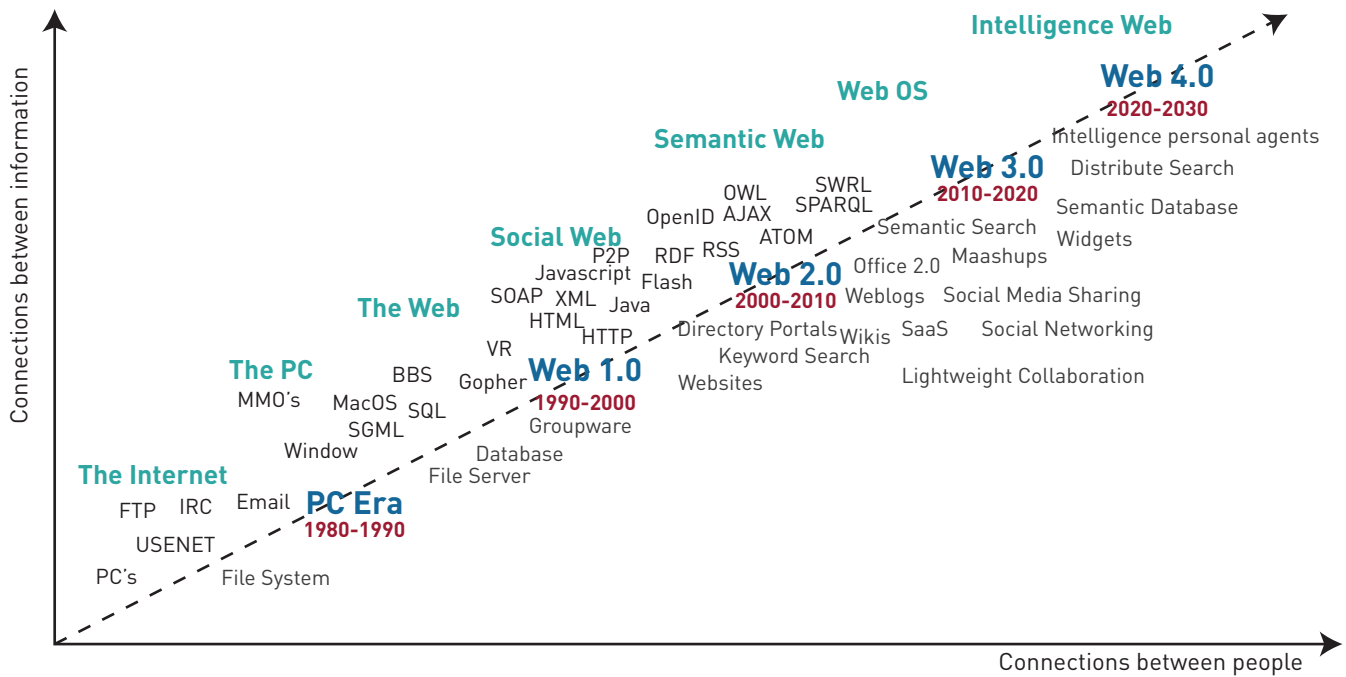 Intelligence Web
Web 4.0
2020-2030
Web OS
Intelligence personal agents
Semantic Web
Web 3.0
2010-2020
Distribute Search
SWRL
OWL
SPARQL
OpenID
AJAX
Semantic Database
Semantic Search
Widgets
Social Web
ATOM
P2P
RDF
RSS
Maashups
Office 2.0
Javascript
Flash
Web 2.0
2000-2010
Weblogs
Social Media Sharing
SOAP
XML
Java
The Web
HTML
HTTP
Directory Portals
Wikis
SaaS
Social Networking
VR
Keyword Search
The PC
BBS
Gopher
Web 1.0
1990-2000
Websites
Lightweight Collaboration
MMO's
MacOS
SQL
SGML
Groupware
Window
Database
The Internet
File Server
FTP
IRC
Email
PC Era
1980-1990
USENET
PC's
File System
Connections between information
Connections between people